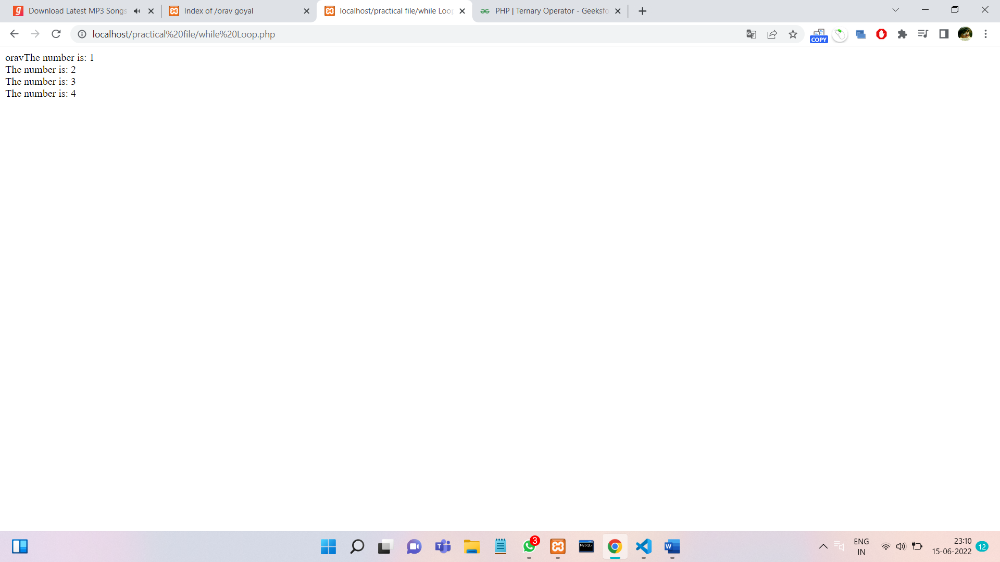 Download Latest MP3 Songs
Index of /orav goyal
localhost/practical file/while Loop
PHP | Ternary Operator - Geeksfo
localhost/practical%20file/while%20Loop.php
COPY
oravThe number is: 1
The number is: 2
The number is: 3
The number is: 4
3
MySQL
ENG
IN
23:10
15-06-2022
12